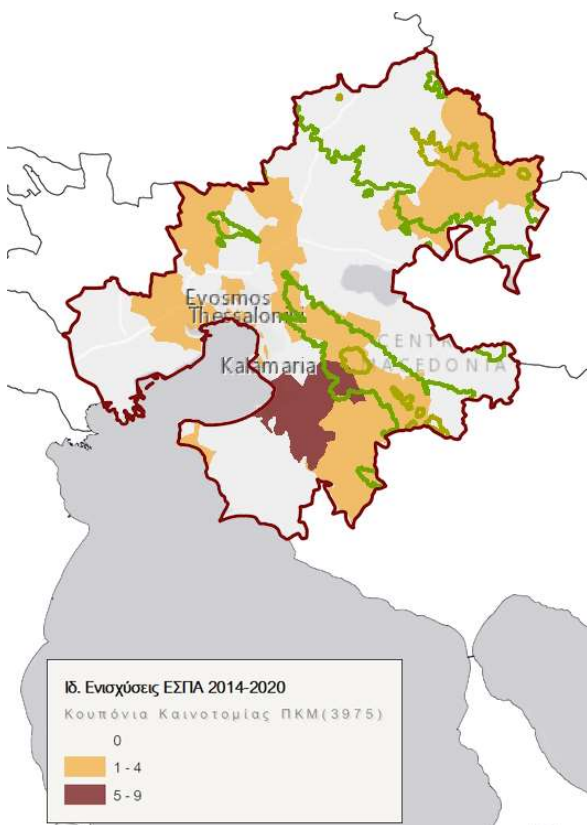 Evosmos
Thessaloniki
Kalamaria
CENTRAL
MACEDONIA
Ιδ. Ενισχύσεις ΕΣΠΑ 2014-2020
Κουπόνια Καινοτομίας ΠΚΜ(3975)
0
1 - 4
5 - 9